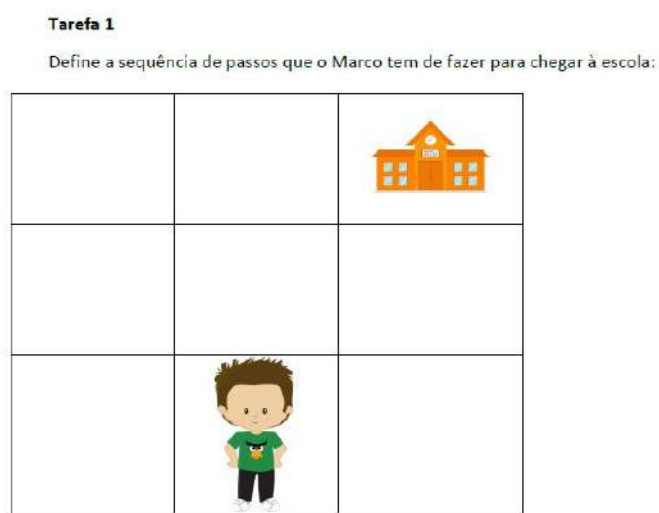 Tarefa 1
Define a sequência de passos que o Marco tem de fazer para chegar à escola: